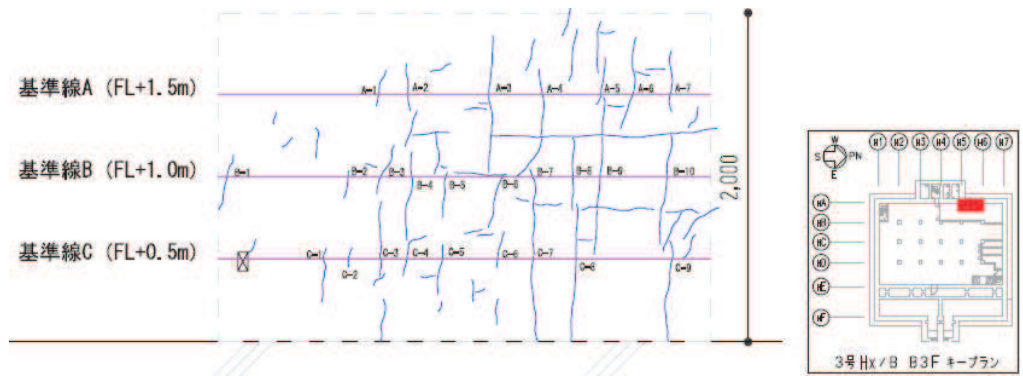 基準線A (FL+1.5m)
A-1
A-2
A-3
A-4
A-5
A-6
A-7
基準線B (FL+1.0m)
B-1
B-2
B-3
B-4
B-5
B-6
B-7
B-8
B-9
B-10
基準線C (FL+0.5m)
C-1
C-2
C-3
C-4
C-5
C-6
C-7
C-8
C-9
2,000
W
S
PN
E
H1
H2
H3
H4
H5
H6
H7
HA
HB
HC
HD
HE
HF
3号Hx/B B3F キープラン